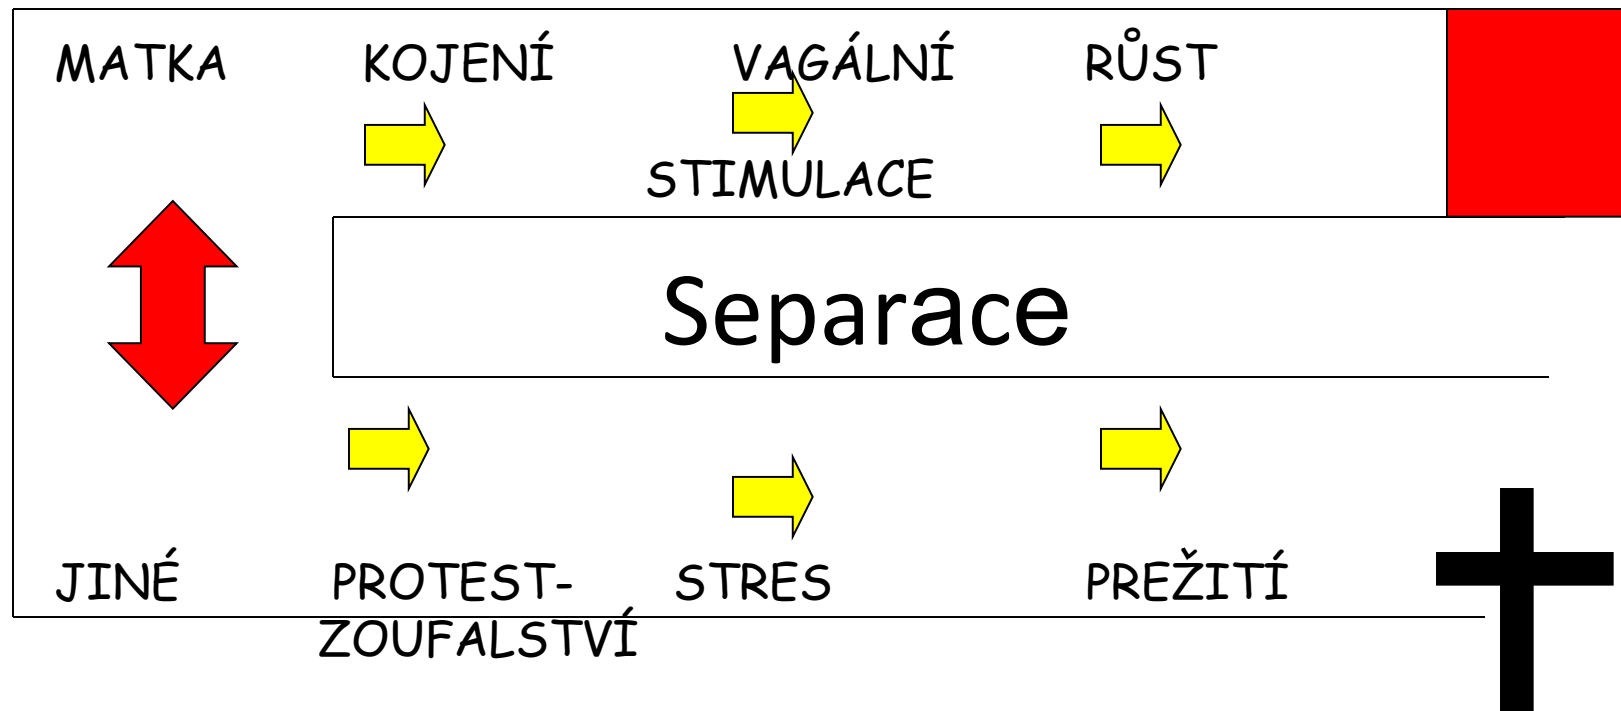 MATKA KOJENÍ VAGÁLNÍ RŮST
STIMULACE
Separace
JINÉ PROTEST- STRES PREŽITÍ
ZOUFALSTVÍ